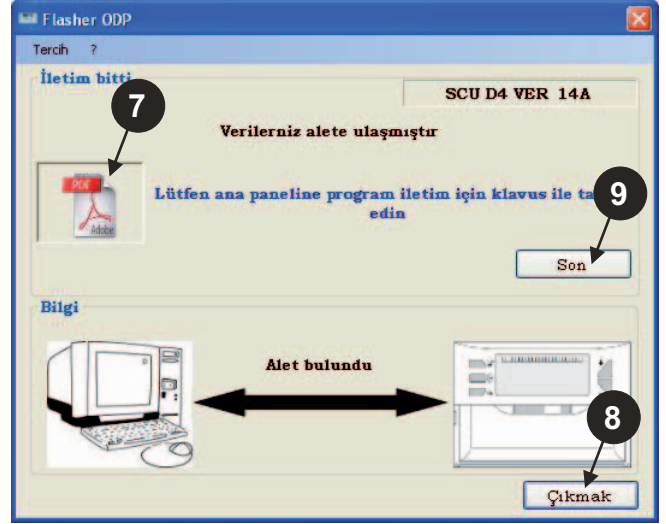 Flasher ODP
Tercih ?
İletim bitti
SCU D4 VER 14A
7
Verilerniz alete ulaşmıştır
PDF
Adobe
Lütfen ana paneline program iletim için klavus ile
edin
9
Son
Bilgi
Alet bulundu
8
Çıkmak